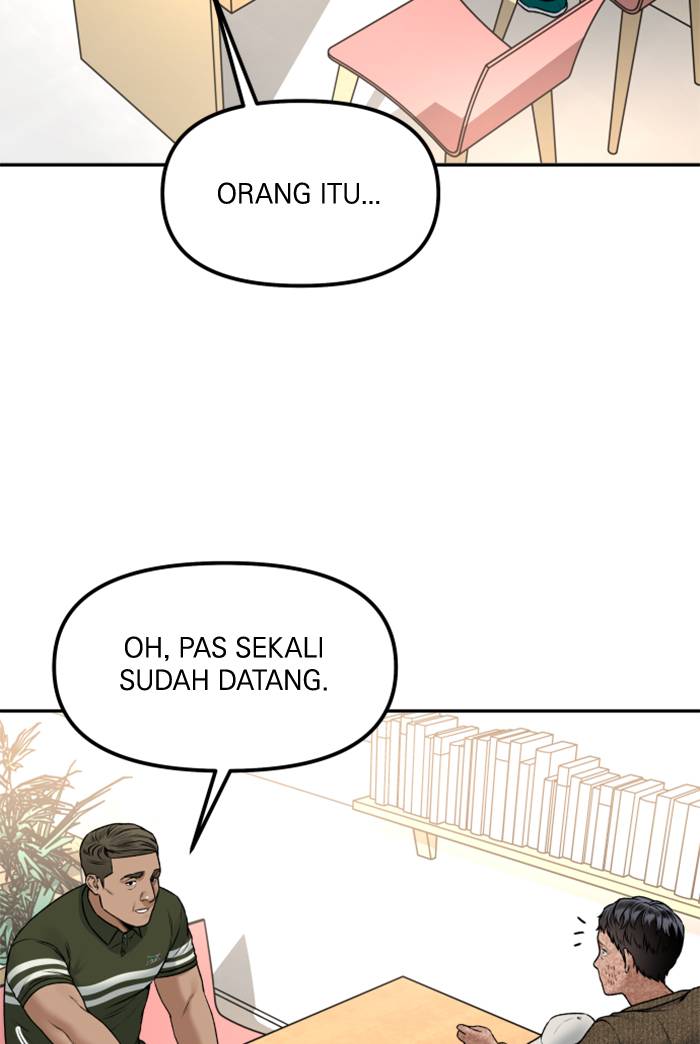 ORANG ITU...
OH, PAS SEKALI
SUDAH DATANG.